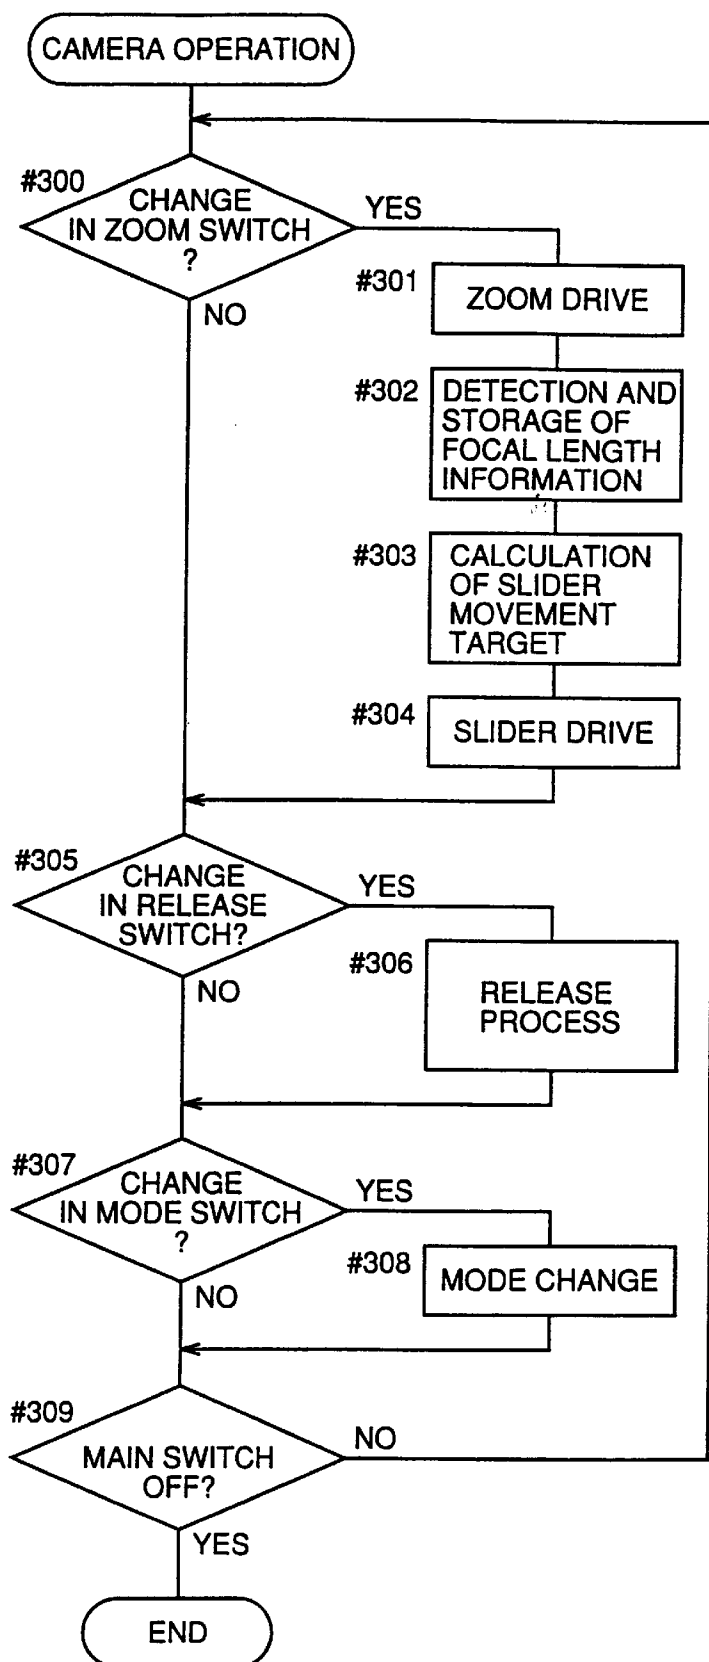 CAMERA OPERATION
#300
CHANGE
IN ZOOM SWITCH
?
YES
NO
#301
ZOOM DRIVE
#302
DETECTION AND
STORAGE OF
FOCAL LENGTH
INFORMATION
#303
CALCULATION
OF SLIDER
MOVEMENT
TARGET
#304
SLIDER DRIVE
#305
CHANGE
IN RELEASE
SWITCH?
YES
NO
#306
RELEASE
PROCESS
#307
CHANGE
IN MODE SWITCH
?
YES
NO
#308
MODE CHANGE
#309
MAIN SWITCH
OFF?
NO
YES
END